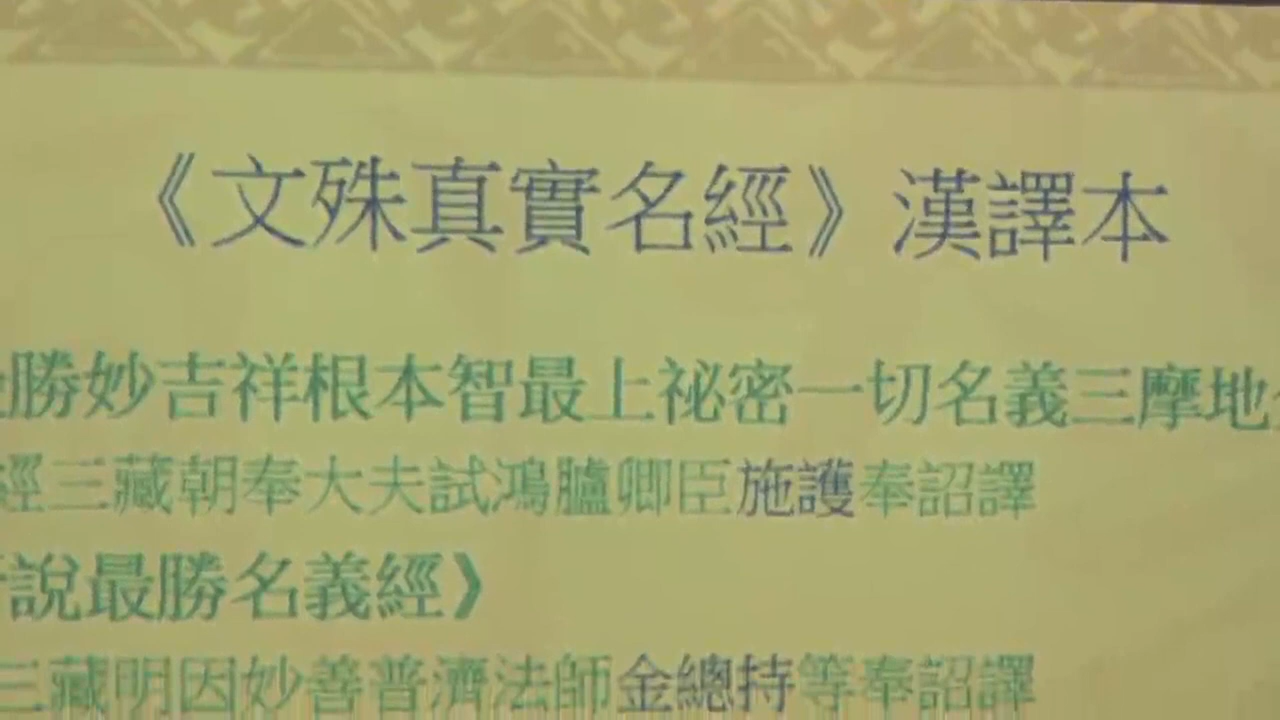 《文殊真實名經》漢譯本
勝妙吉祥根本智最上祕密一切名義三摩地
經三藏朝奉大夫試鴻臚卿臣施護奉詔譯
說最勝名義經》
三藏明因妙善普濟法師金總持等奉詔譯